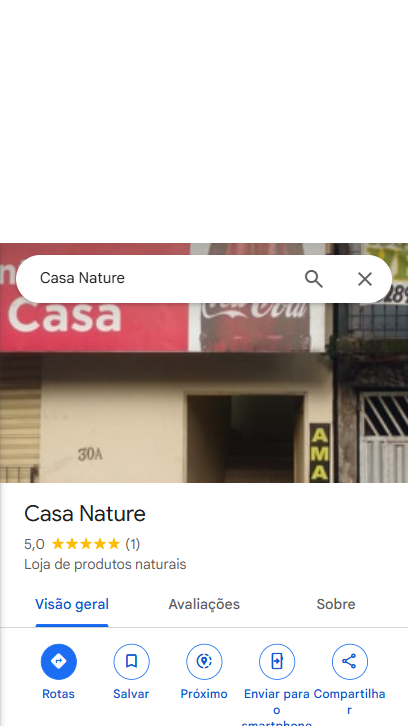 Casa Nature
Casa
Coca-Cola
289
30A
AMA
Casa Nature
5,0 (1)
Loja de produtos naturais
Visão geral Avaliações Sobre
Rotas Salvar Próximo Enviar para o smartphone Compartilhar